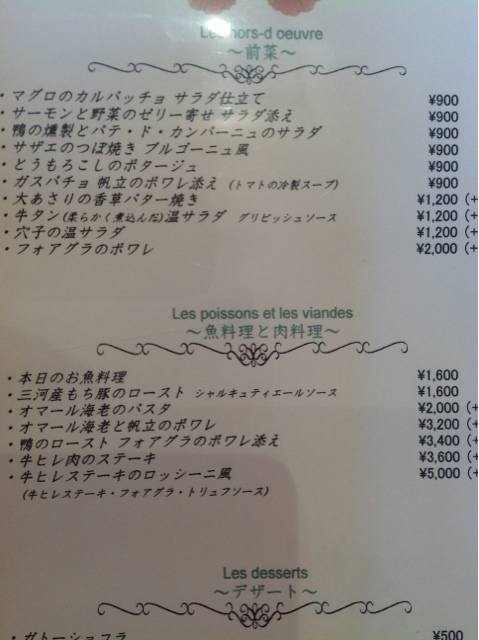 Les hors-d oeuvre
～前菜～
・マグロのカルパッチョ サラダ仕立て ¥900
・サーモンと野菜のゼリー寄せ サラダ添え ¥900
・鴨の燻製とパテ・ド・カンパーニュのサラダ ¥900
・サザエのつぼ焼き ブルゴーニュ風 ¥900
・とうもろこしのポタージュ ¥900
・ガスパチョ 帆立のポワレ添え (トマトの冷製スープ) ¥900
・大あさりの香草バター焼き ¥1,200 (+
・牛タン(柔らかく煮込んだ)温サラダ グリビッシュソース ¥1,200 (+
・穴子の温サラダ ¥1,200 (+
・フォアグラのポワレ ¥2,000 (+
Les poissons et les viandes
～魚料理と肉料理～
・本日のお魚料理 ¥1,600
・三河産もち豚のロースト シャルキュティエールソース ¥1,600
・オマール海老のパスタ ¥2,000 (+
・オマール海老と帆立のポワレ ¥3,200 (+
・鴨のロースト フォアグラのポワレ添え ¥3,400 (+
・牛ヒレ肉のステーキ ¥3,600 (+
・牛ヒレステーキのロッシーニ風 ¥5,000 (+
(牛ヒレステーキ・フォアグラ・トリュフソース)
Les desserts
～デザート～
・ガトーショコラ ¥500